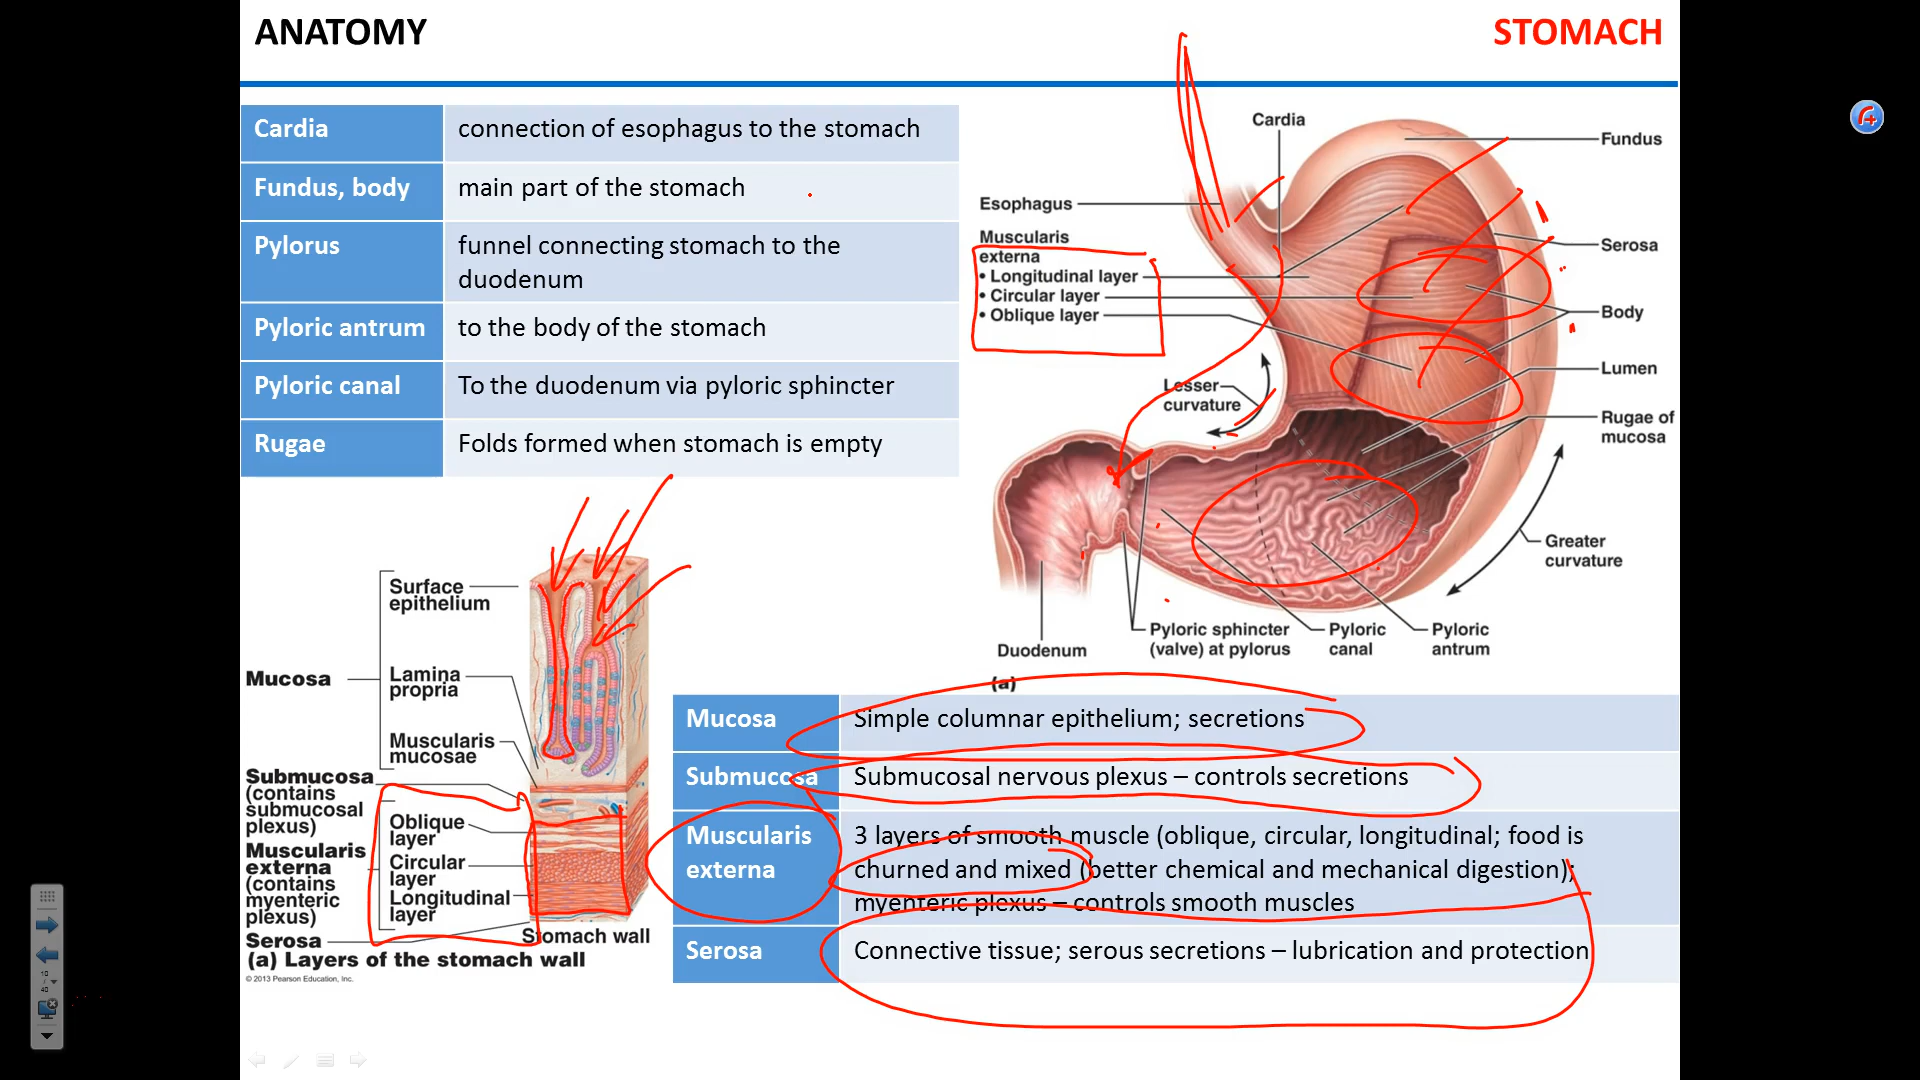 ANATOMY
STOMACH
Cardia
connection of esophagus to the stomach
Fundus, body
main part of the stomach
Pylorus
funnel connecting stomach to the
duodenum
Pyloric antrum
to the body of the stomach
Pyloric canal
To the duodenum via pyloric sphincter
Rugae
Folds formed when stomach is empty
Cardia
Fundus
Esophagus
Muscularis
externa
• Longitudinal layer
• Circular layer
• Oblique layer
Serosa
Body
Lumen
Lesser
curvature
Rugae of
mucosa
Greater
curvature
Duodenum
Pyloric sphincter
(valve) at pylorus
Pyloric
canal
Pyloric
antrum
(a)
Surface
epithelium
Mucosa
Lamina
propria
Muscularis
mucosae
Submucosa
(contains
submucosal
plexus)
Oblique
layer
Muscularis
externa
(contains
myenteric
plexus)
Circular
layer
Longitudinal
layer
Serosa
Stomach wall
(a) Layers of the stomach wall
© 2013 Pearson Education, Inc.
Mucosa
Simple columnar epithelium; secretions
Submucosa
Submucosal nervous plexus – controls secretions
Muscularis
externa
3 layers of smooth muscle (oblique, circular, longitudinal; food is
churned and mixed (better chemical and mechanical digestion);
myenteric plexus – controls smooth muscles
Serosa
Connective tissue; serous secretions – lubrication and protection
10
/
40